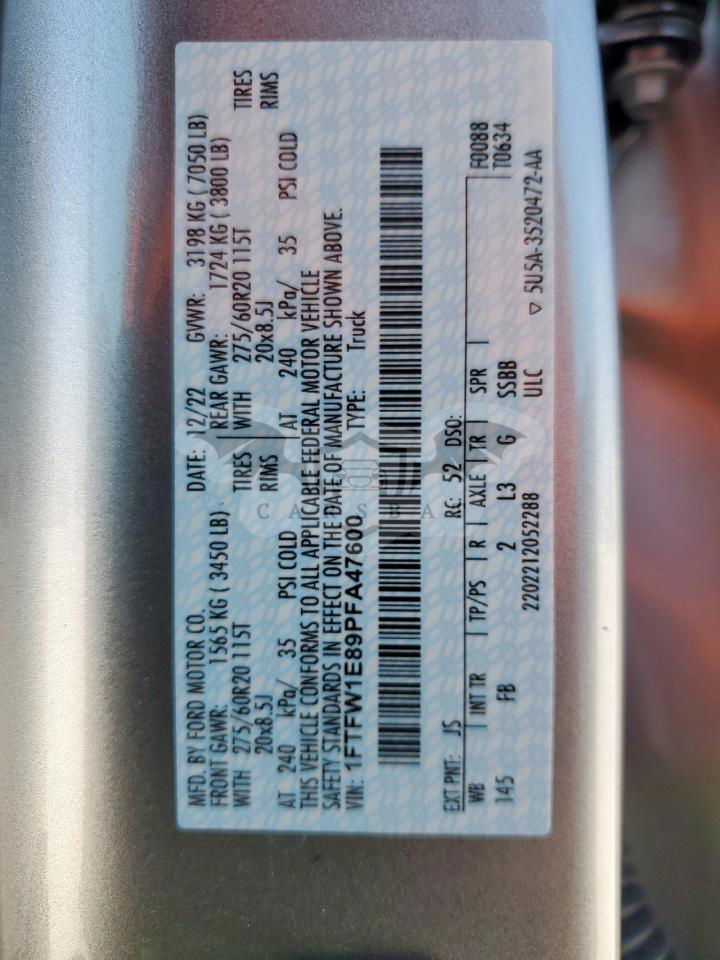 MFD. BY FORD MOTOR CO. DATE: 12/22 GVWR: 3198 KG ( 7050 LB)
FRONT GAWR: 1565 KG ( 3450 LB) REAR GAWR: 1724 KG ( 3800 LB)
WITH 275/60R20 115T TIRES WITH 275/60R20 115T TIRES
20x8.5J RIMS 20x8.5J RIMS
AT 240 kPa/ 35 PSI COLD AT 240 kPa/ 35 PSI COLD
THIS VEHICLE CONFORMS TO ALL APPLICABLE FEDERAL MOTOR VEHICLE
SAFETY STANDARDS IN EFFECT ON THE DATE OF MANUFACTURE SHOWN ABOVE.
VIN: 1FTFW1E89PFA47600 TYPE: Truck
EXT PNT: JS RC: 52 DSO:
WB INT TR TP/PS R AXLE TR SPR F0088
145 FB 2 L3 G SSBB T0634
2202212052288 ULC ▽ 5U5A-3520472-AA